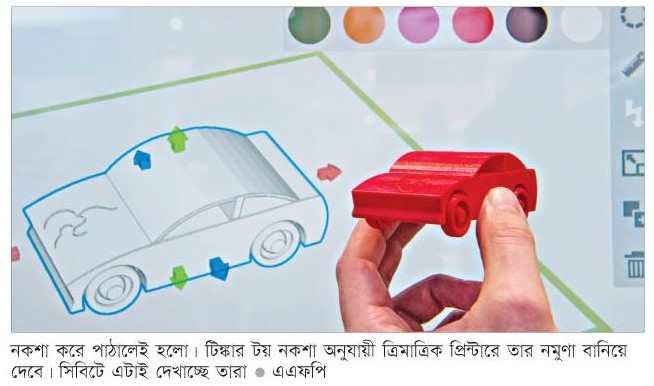 নকশা করে পাঠালেই হলো। টিঙ্কার টয় নকশা অনুযায়ী ত্রিমাত্রিক প্রিন্টারে তার নমুণা বানিয়ে
দেবে। সিবিটে এটাই দেখাচ্ছে তারা ● এএফপি